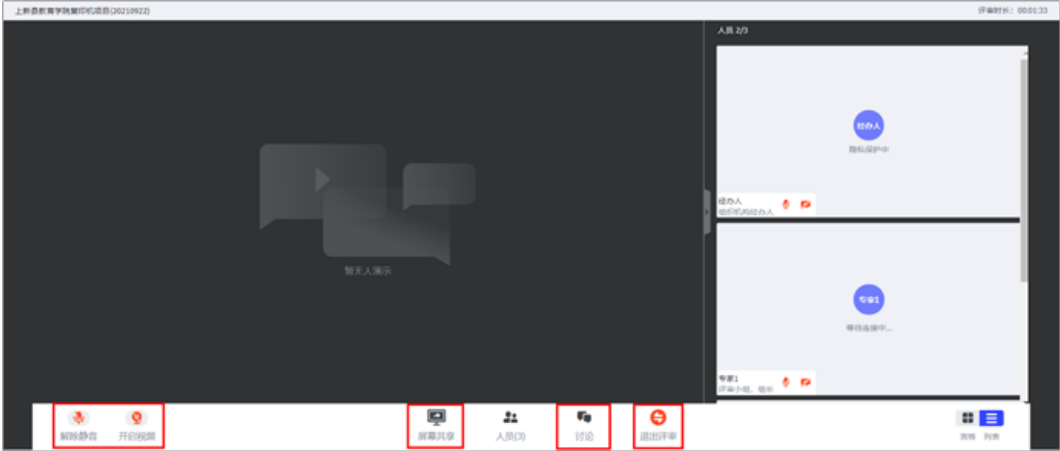 上新县教育学院复印机项目(20210922)
评审时长：00:01:33
人员 2/3
经办人
隐私保护中
经办人
组织机构经办人
暂无人演示
专家1
等待连接中...
专家1
评审小组，组长
解除静音
开启视频
屏幕共享
人员(3)
讨论
退出评审
宫格
列表